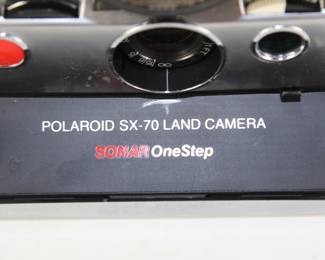 POLAROID SX-70 LAND CAMERA
SONAR OneStep